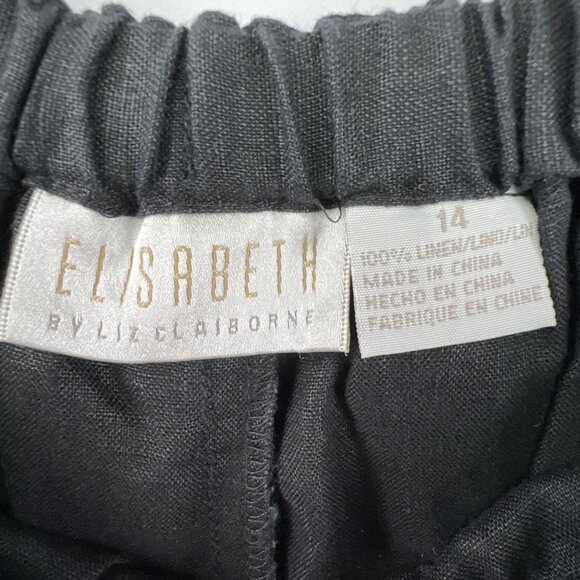 ELISABETH
BY LIZ CLAIBORNE
14
100% LINEN/LINO/LIN
MADE IN CHINA
HECHO EN CHINA
FABRIQUE EN CHINE